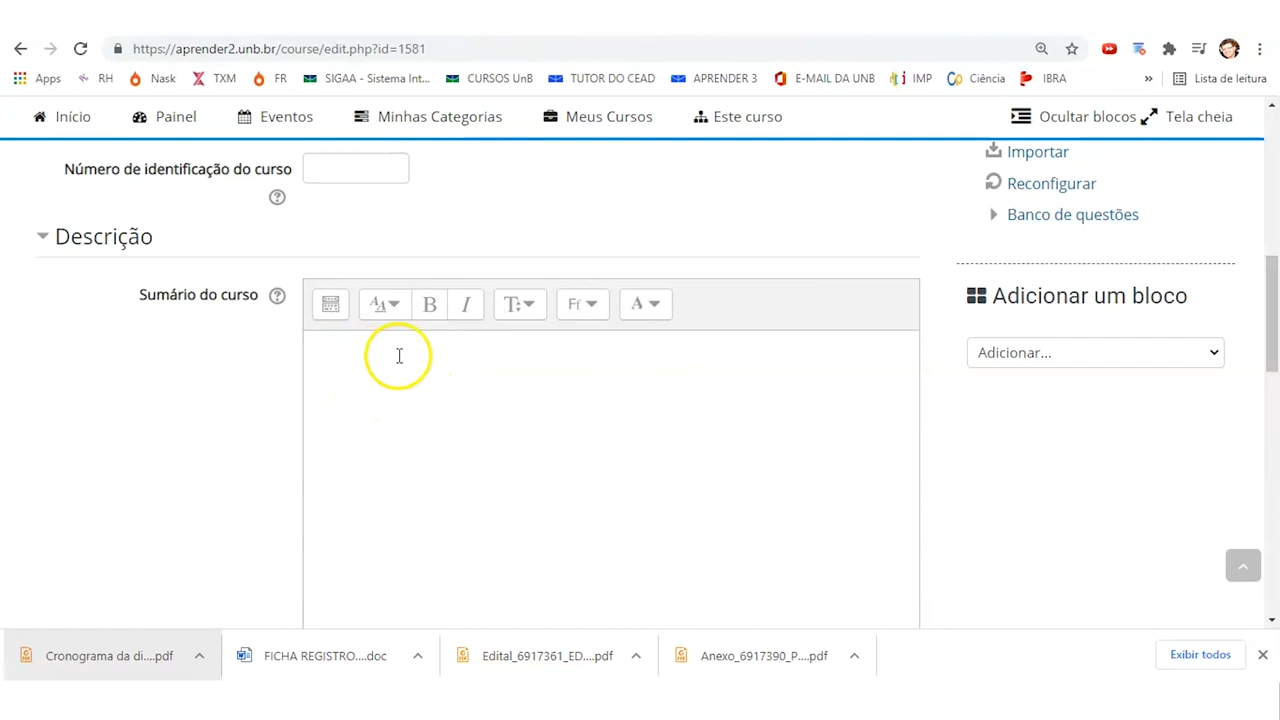 https://aprender2.unb.br/course/edit.php?id=1581
Apps RH Nask TXM FR SIGAA - Sistema Int... CURSOS UnB TUTOR DO CEAD APRENDER 3 E-MAIL DA UNB IMP Ciência IBRA » Lista de leitura
Início Painel Eventos Minhas Categorias Meus Cursos Este curso Ocultar blocos Tela cheia
Importar
Número de identificação do curso
Reconfigurar
Banco de questões
Descrição
Sumário do curso
B I
Adicionar um bloco
Adicionar...
Cronograma da di....pdf FICHA REGISTRO....doc Edital_6917361_ED....pdf Anexo_6917390_P....pdf Exibir todos